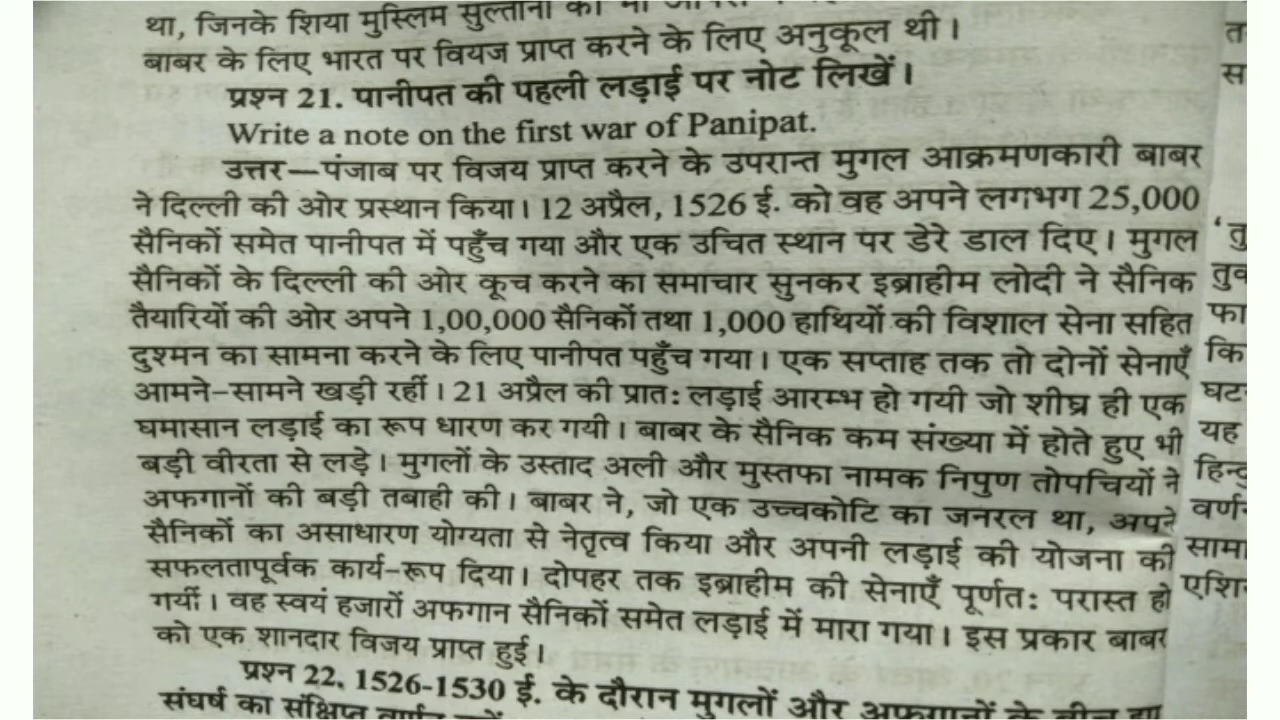 था, जिनके शिया मुस्लिम सुल्तानों
बाबर के लिए भारत पर वियज प्राप्त करने के लिए अनुकूल थी।
प्रश्न 21. पानीपत की पहली लड़ाई पर नोट लिखें।
Write a note on the first war of Panipat.
उत्तर—पंजाब पर विजय प्राप्त करने के उपरान्त मुगल आक्रमणकारी बाबर
ने दिल्ली की ओर प्रस्थान किया। 12 अप्रैल, 1526 ई. को वह अपने लगभग 25,000
सैनिकों समेत पानीपत में पहुँच गया और एक उचित स्थान पर डेरे डाल दिए। मुगल
सैनिकों के दिल्ली की ओर कूच करने का समाचार सुनकर इब्राहीम लोदी ने सैनिक
तैयारियों की ओर अपने 1,00,000 सैनिकों तथा 1,000 हाथियों की विशाल सेना सहित
दुश्मन का सामना करने के लिए पानीपत पहुँच गया। एक सप्ताह तक तो दोनों सेनाएँ
आमने-सामने खड़ी रहीं। 21 अप्रैल की प्रातः लड़ाई आरम्भ हो गयी जो शीघ्र ही एक
घमासान लड़ाई का रूप धारण कर गयी। बाबर के सैनिक कम संख्या में होते हुए भी
बड़ी वीरता से लड़े। मुगलों के उस्ताद अली और मुस्तफा नामक निपुण तोपचियों ने
अफगानों की बड़ी तबाही की। बाबर ने, जो एक उच्चकोटि का जनरल था, अपने
सैनिकों का असाधारण योग्यता से नेतृत्व किया और अपनी लड़ाई की योजना की
सफलतापूर्वक कार्य-रूप दिया। दोपहर तक इब्राहीम की सेनाएँ पूर्णतः परास्त हो
गयीं। वह स्वयं हजारों अफगान सैनिकों समेत लड़ाई में मारा गया। इस प्रकार बाबर
को एक शानदार विजय प्राप्त हुई।
प्रश्न 22. 1526-1530 ई. के दौरान मुगलों और अफगानों के बीच
संघर्ष का संक्षिप्त वर्णन